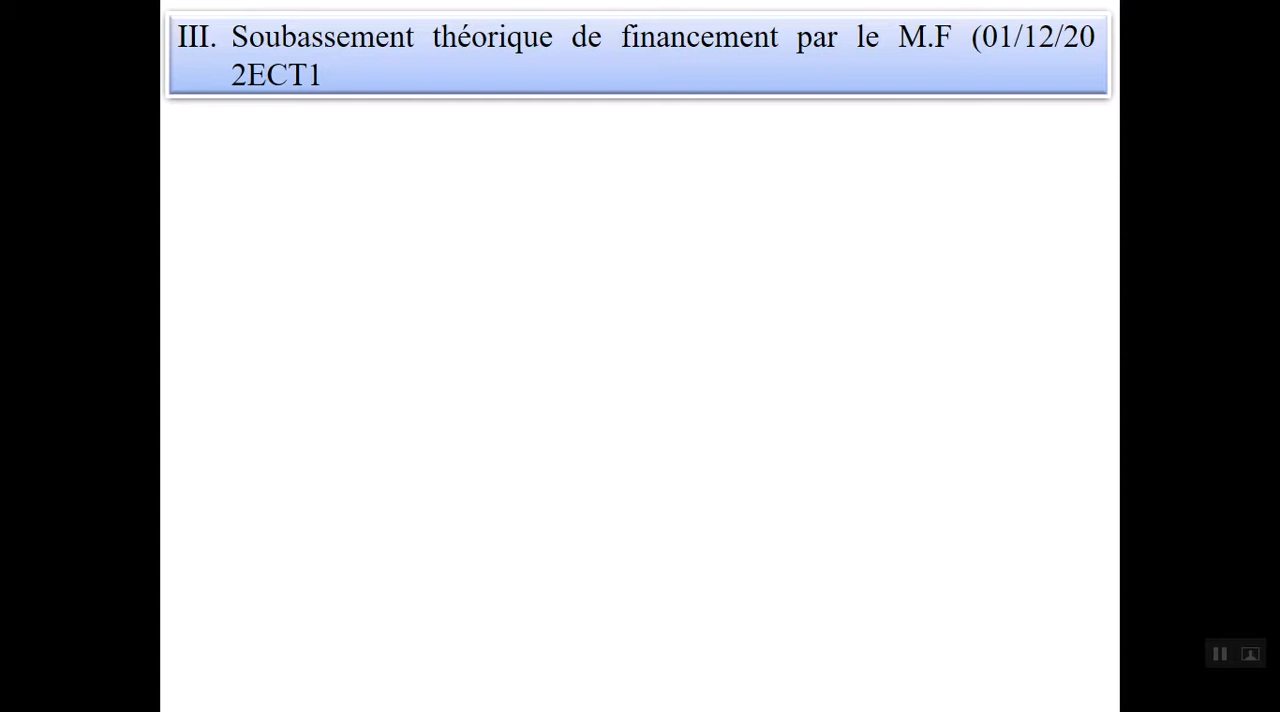 III. Soubassement théorique de financement par le M.F (01/12/20
2ECT1